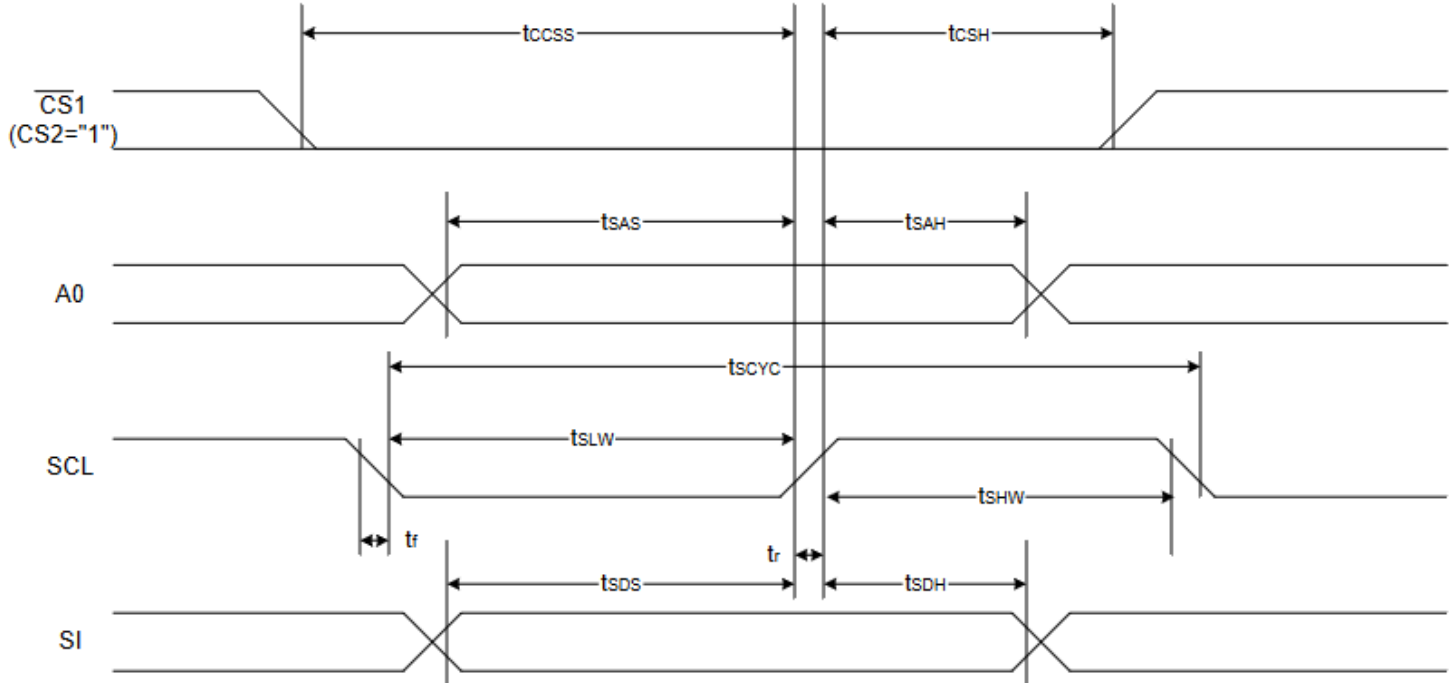 tCCSS tCSH
CS1
(CS2="1")
tSAS tSAH
A0
tSCYC
tSLW
SCL
tSHW
tf
tr
tSDS tSDH
SI